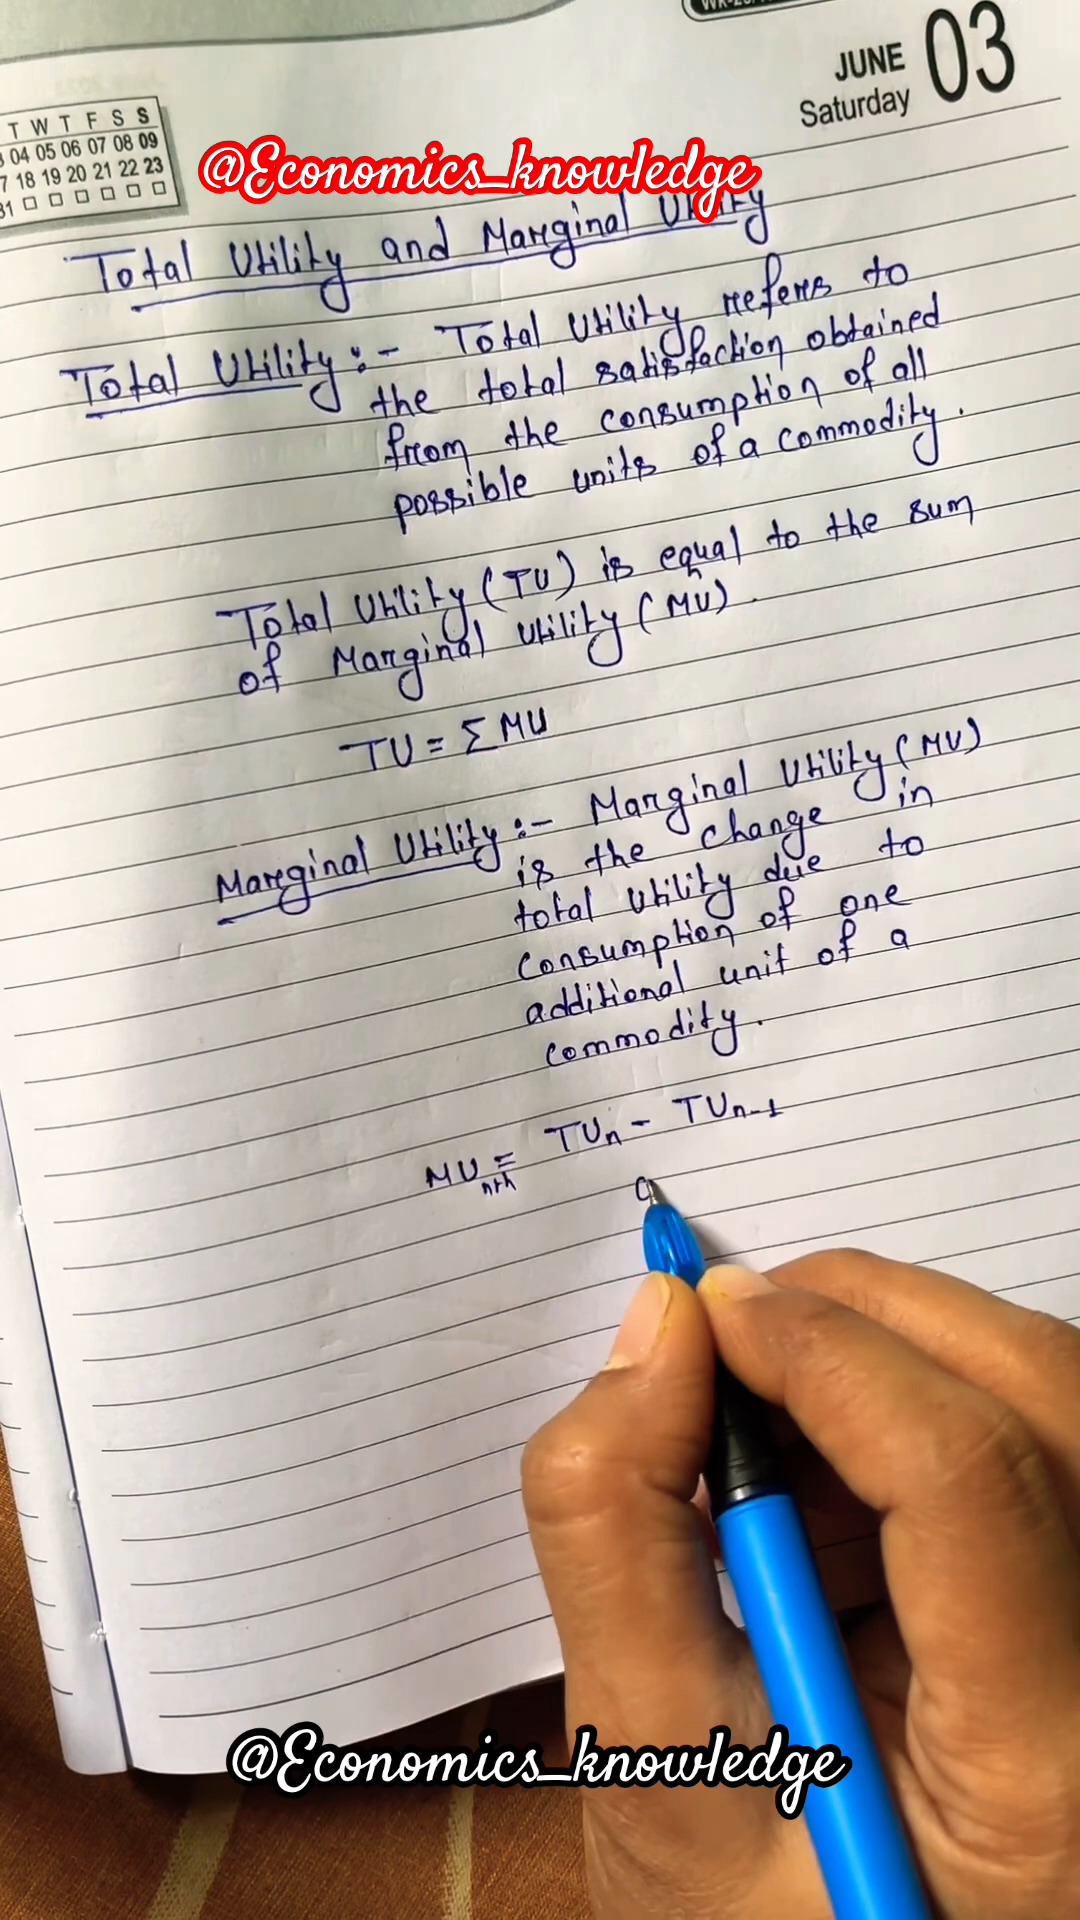 JUNE 03
Saturday
T W T F S S
04 05 06 07 08 09
18 19 20 21 22 23
31
@Economics_knowledge
Total Utility and Marginal Utility
Total Utility:- Total Utility refers to
the total satisfaction obtained
from the consumption of all
possible units of a commodity.
Total Utility (TU) is equal to the sum
of Marginal Utility (MU).
TU = Σ MU
Marginal Utility:- Marginal Utility (MU)
is the change in
total utility due to
consumption of one
additional unit of a
commodity.
MU nth = TUn - TUn-1
@Economics_knowledge